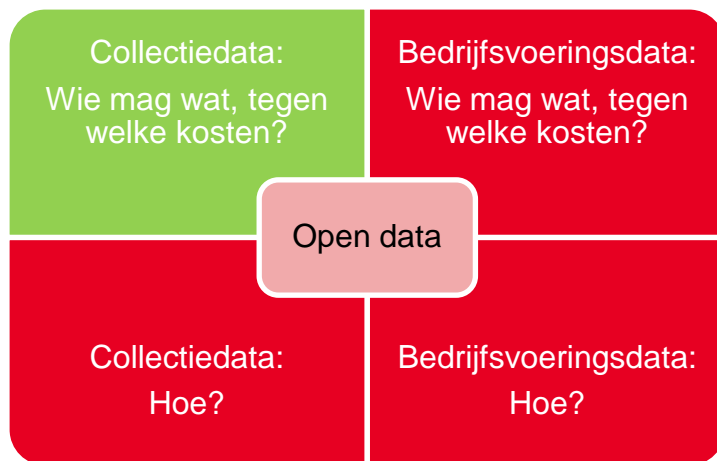 Collectiedata:
Wie mag wat, tegen
welke kosten?
Bedrijfsvoeringsdata:
Wie mag wat, tegen
welke kosten?
Open data
Collectiedata:
Hoe?
Bedrijfsvoeringsdata:
Hoe?